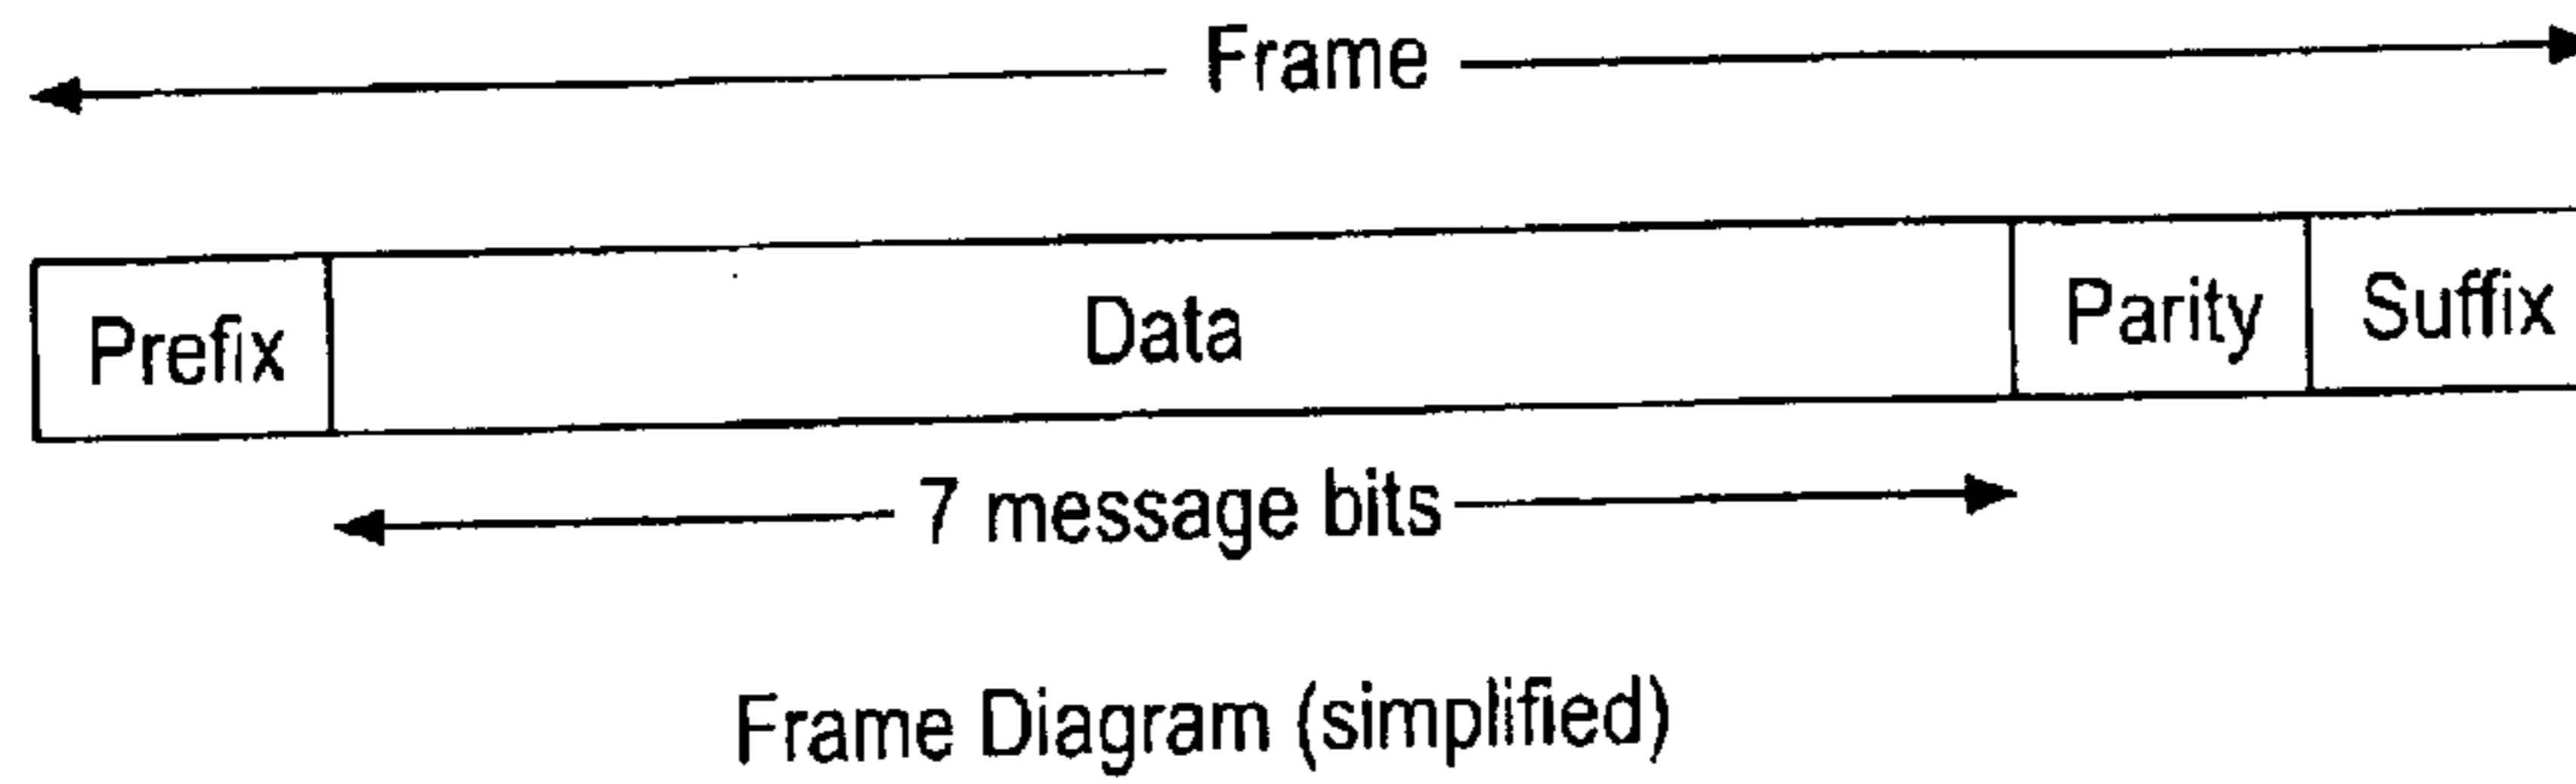 Frame
Prefix Data Parity Suffix
7 message bits
Frame Diagram (simplified)